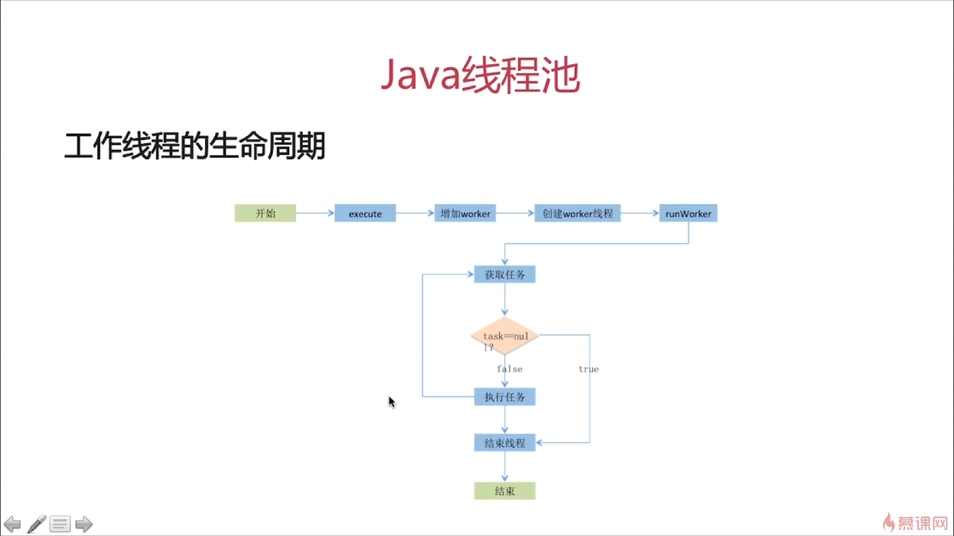 Java线程池
工作线程的生命周期
开始
execute
增加worker
创建worker线程
runWorker
获取任务
task==nul
l?
false
true
执行任务
结束线程
结束
慕课网